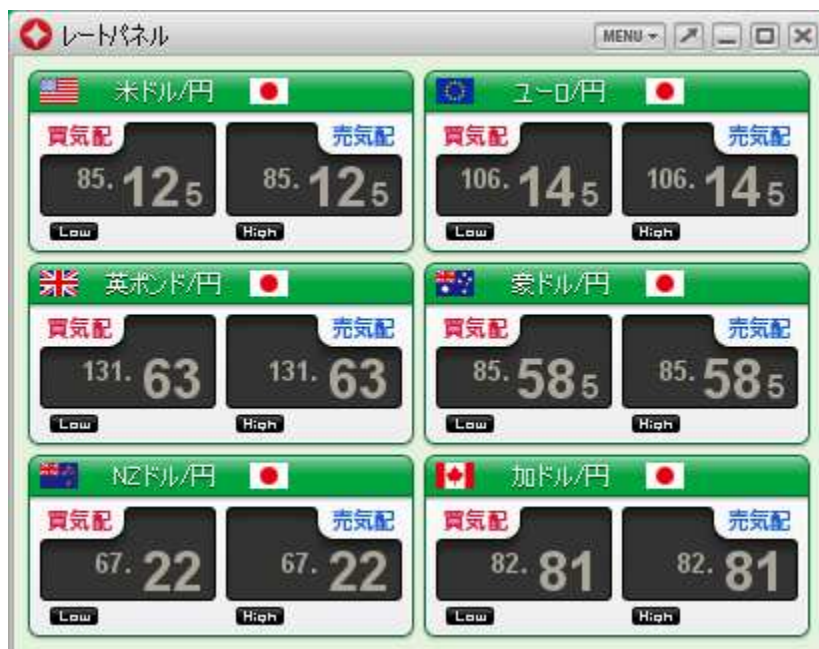 レートパネル MENU
米ドル/円 ユーロ/円
買気配 売気配 買気配 売気配
85.125 85.125 106.145 106.145
Low High Low High
英ポンド/円 豪ドル/円
買気配 売気配 買気配 売気配
131.63 131.63 85.585 85.585
Low High Low High
NZドル/円 加ドル/円
買気配 売気配 買気配 売気配
67.22 67.22 82.81 82.81
Low High Low High